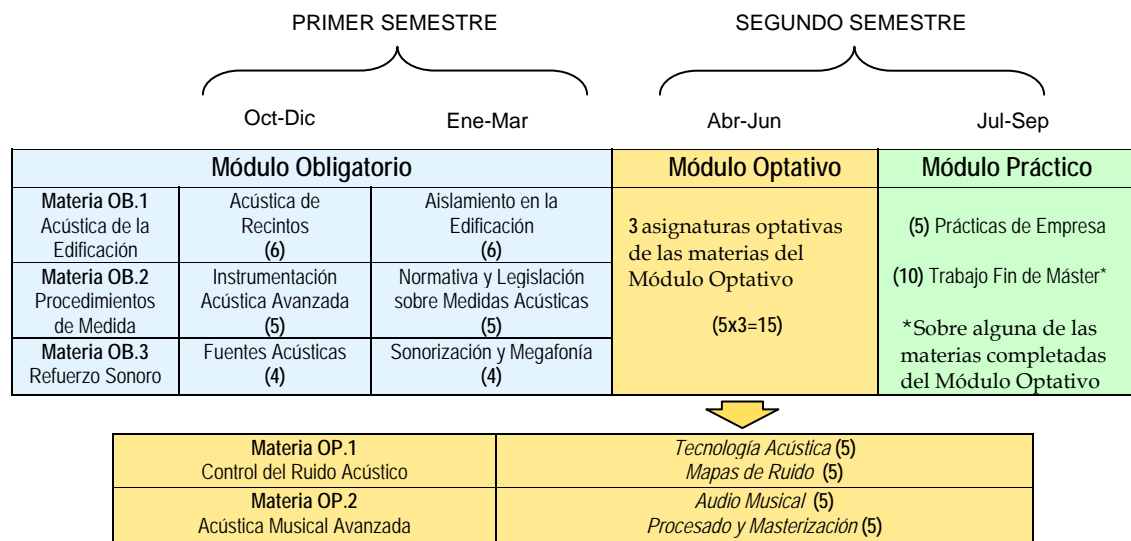 PRIMER SEMESTRE
SEGUNDO SEMESTRE
Oct-Dic
Ene-Mar
Abr-Jun
Jul-Sep
Módulo Obligatorio
Módulo Optativo
Módulo Práctico
Materia OB.1
Acústica de la
Edificación
Acústica de
Recintos
(6)
Aislamiento en la
Edificación
(6)
Materia OB.2
Procedimientos
de Medida
Instrumentación
Acústica Avanzada
(5)
Normativa y Legislación
sobre Medidas Acústicas
(5)
Materia OB.3
Refuerzo Sonoro
Fuentes Acústicas
(4)
Sonorización y Megafonía
(4)
3 asignaturas optativas
de las materias del
Módulo Optativo
(5x3=15)
(5) Prácticas de Empresa
(10) Trabajo Fin de Máster*
*Sobre alguna de las
materias completadas
del Módulo Optativo
Materia OP.1
Control del Ruido Acústico
Tecnología Acústica (5)
Mapas de Ruido (5)
Materia OP.2
Acústica Musical Avanzada
Audio Musical (5)
Procesado y Masterización (5)